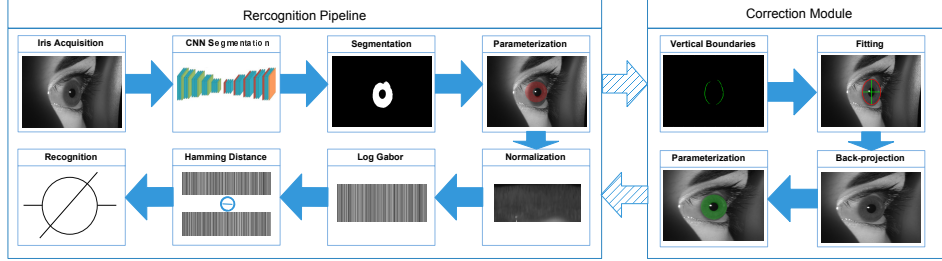 Rercognition Pipeline
Correction Module
Iris Acquisition
CNN Segmentation
Segmentation
Parameterization
Vertical Boundaries
Fitting
Recognition
Hamming Distance
Log Gabor
Normalization
Parameterization
Back-projection